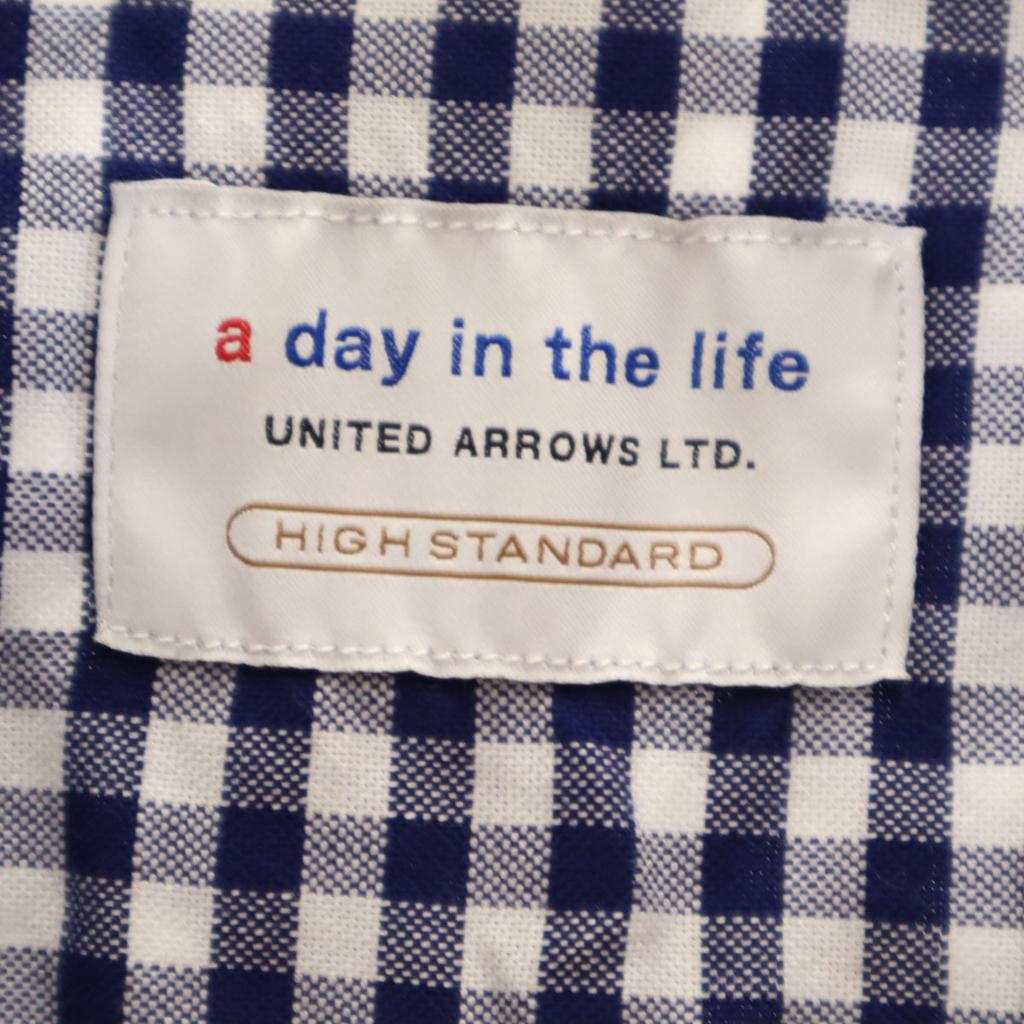 a day in the life
UNITED ARROWS LTD.
HIGH STANDARD